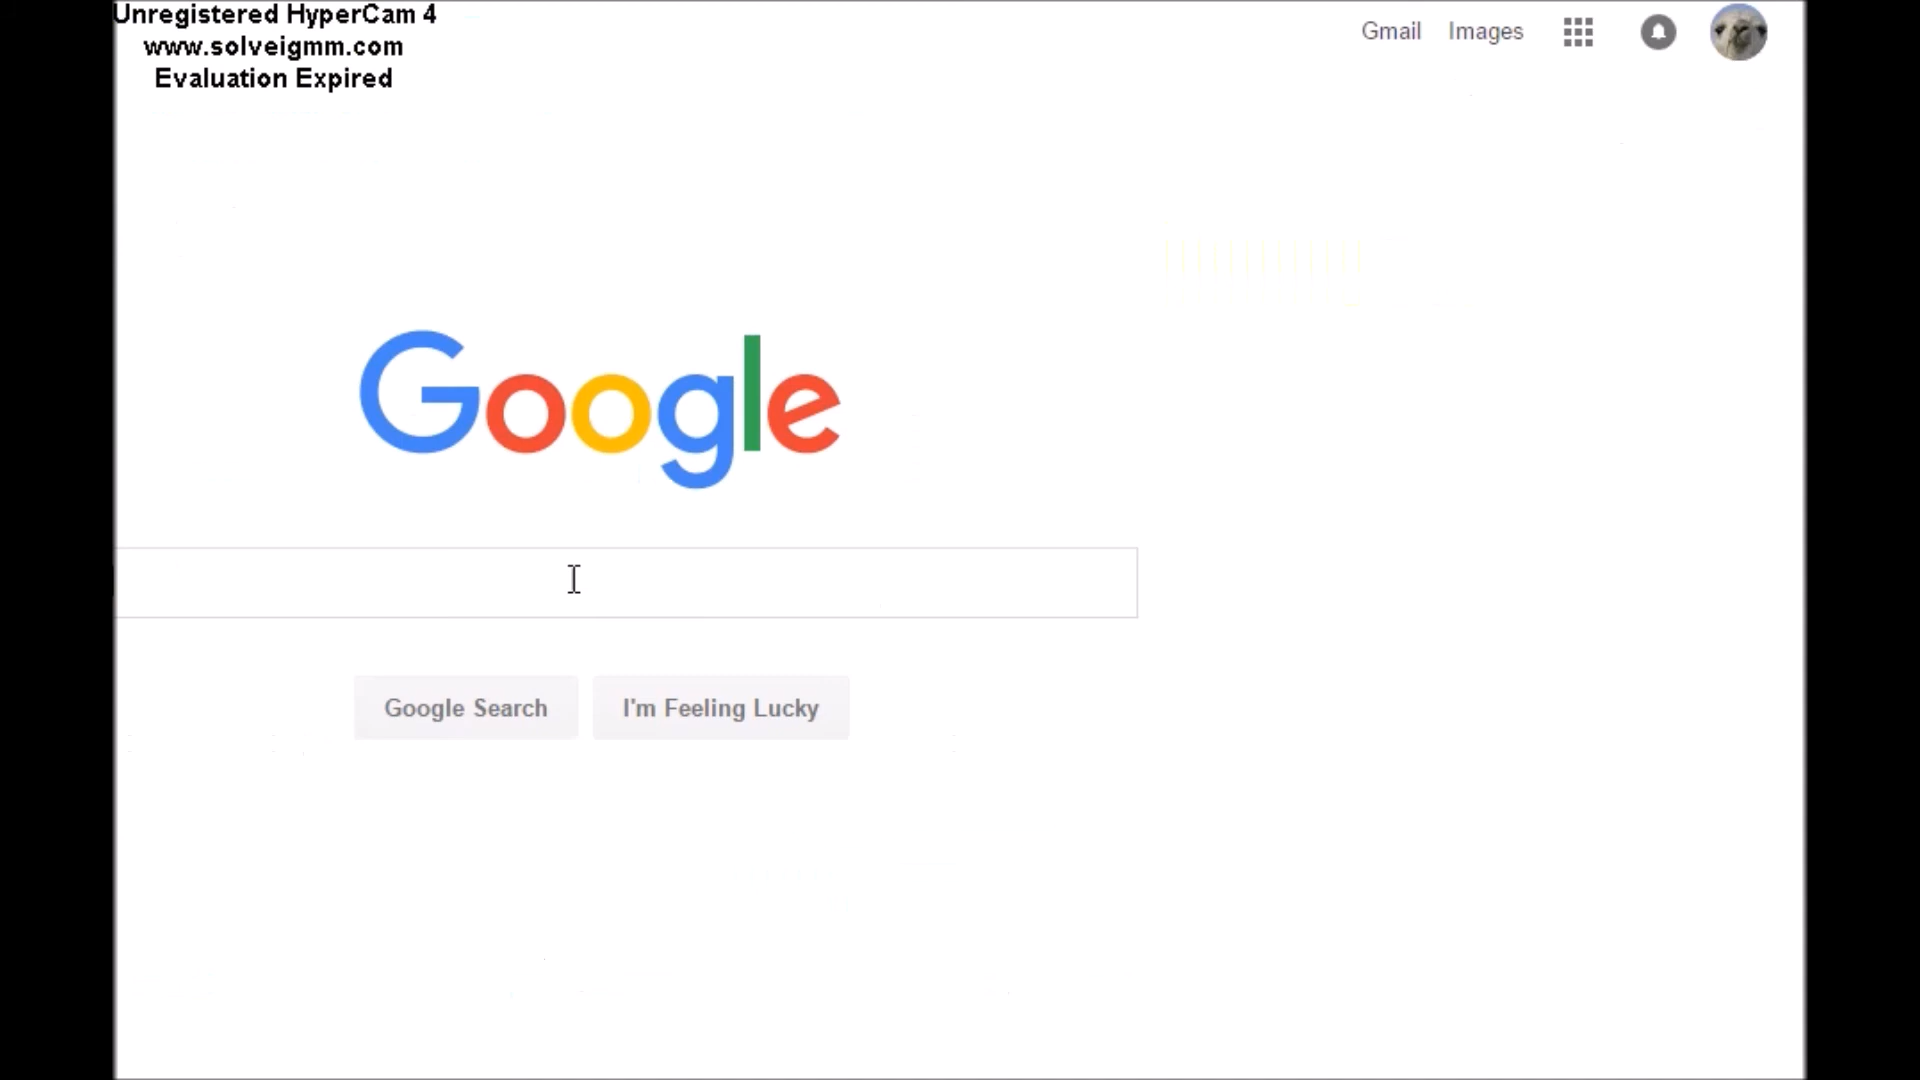 Unregistered HyperCam 4
www.solveigmm.com
Evaluation Expired
Gmail Images
Google
Google Search I'm Feeling Lucky